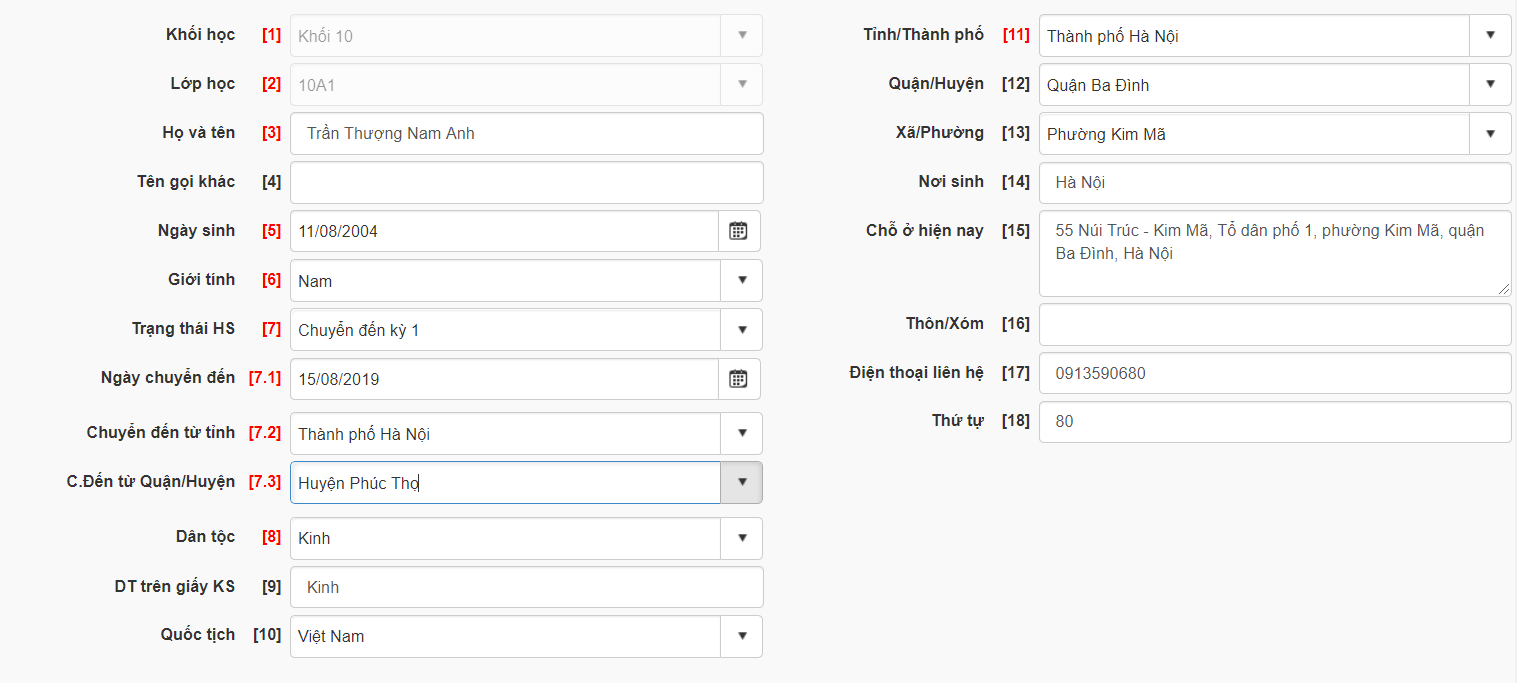 Khối học [1] Khối 10
Lớp học [2] 10A1
Họ và tên [3] Trần Thượng Nam Anh
Tên gọi khác [4]
Ngày sinh [5] 11/08/2004
Giới tính [6] Nam
Trạng thái HS [7] Chuyển đến kỳ 1
Ngày chuyển đến [7.1] 15/08/2019
Chuyển đến từ tỉnh [7.2] Thành phố Hà Nội
C.Đến từ Quận/Huyện [7.3] Huyện Phúc Thọ
Dân tộc [8] Kinh
DT trên giấy KS [9] Kinh
Quốc tịch [10] Việt Nam
Tỉnh/Thành phố [11] Thành phố Hà Nội
Quận/Huyện [12] Quận Ba Đình
Xã/Phường [13] Phường Kim Mã
Nơi sinh [14] Hà Nội
Chỗ ở hiện nay [15] 55 Núi Trúc - Kim Mã, Tổ dân phố 1, phường Kim Mã, quận
Ba Đình, Hà Nội
Thôn/Xóm [16]
Điện thoại liên hệ [17] 0913590680
Thứ tự [18] 80